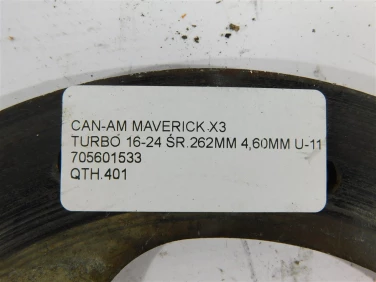 CAN-AM MAVERICK X3
TURBO 16-24 ŚR.262MM 4,60MM U-11
705601533
QTH.401